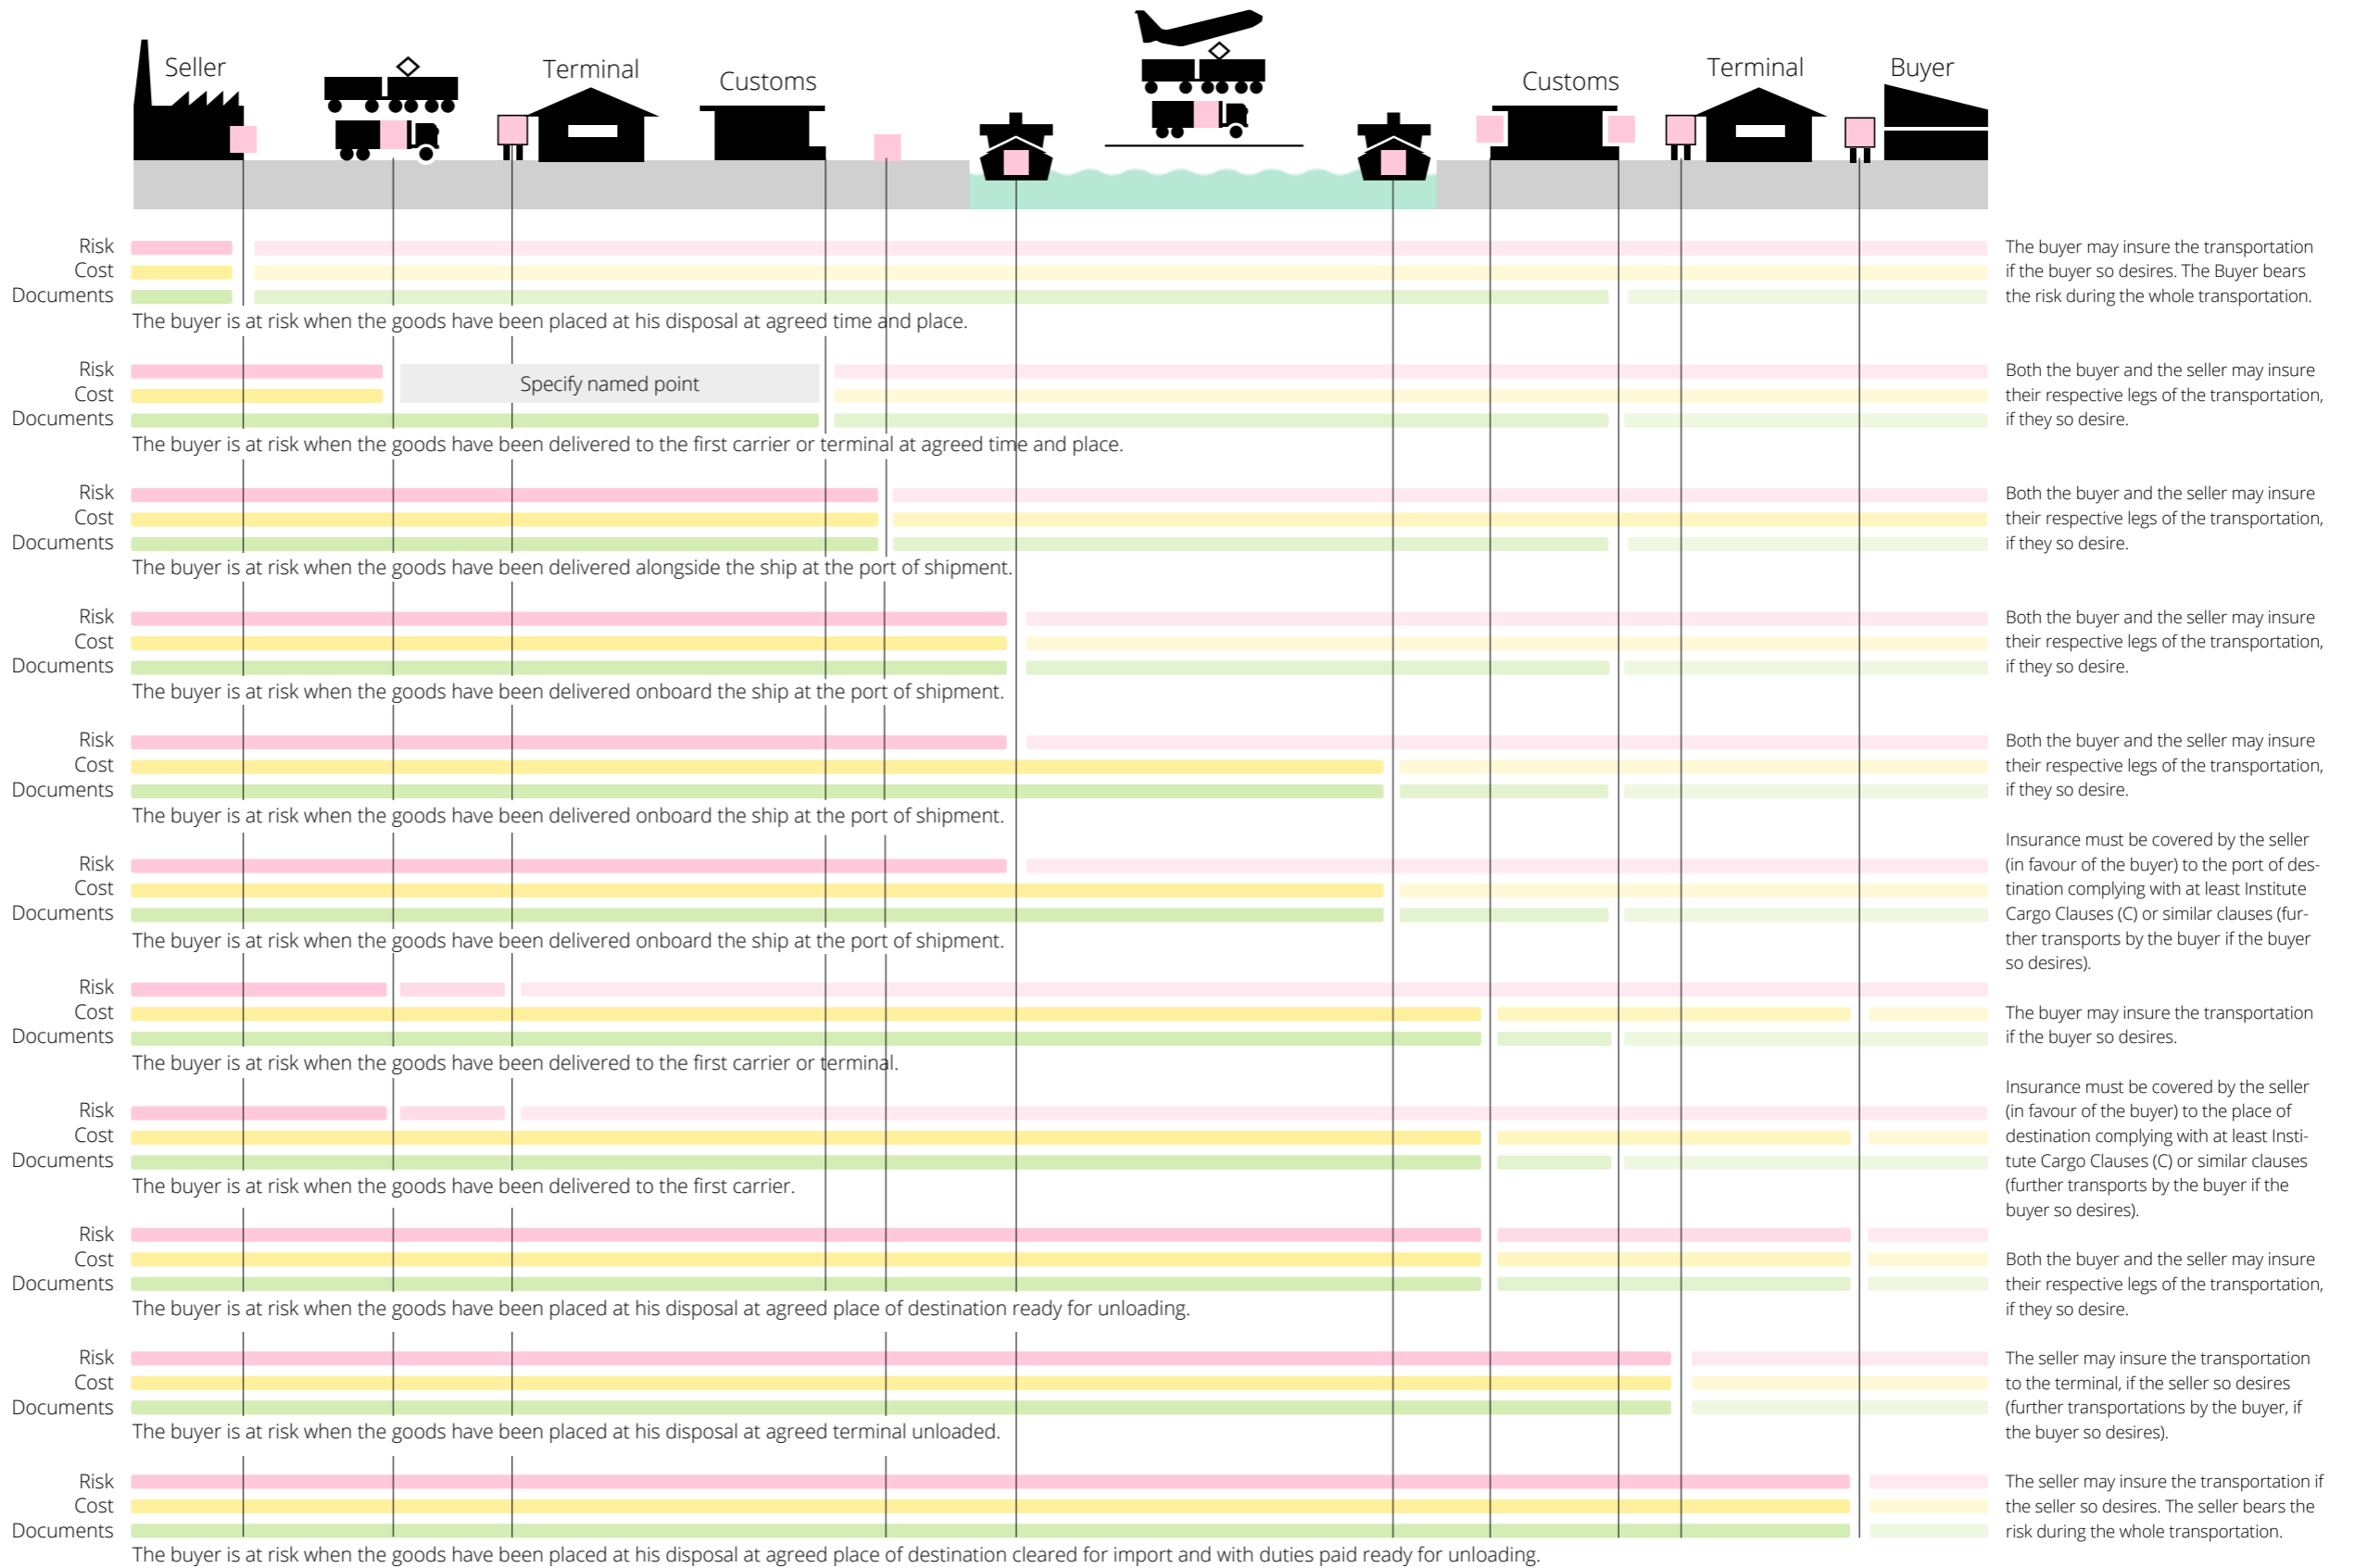 Seller
Terminal
Customs
Customs
Terminal
Buyer
Risk
Cost
Documents
The buyer may insure the transportation
if the buyer so desires. The Buyer bears
the risk during the whole transportation.
The buyer is at risk when the goods have been placed at his disposal at agreed time and place.
Risk
Cost
Documents
Specify named point
Both the buyer and the seller may insure
their respective legs of the transportation,
if they so desire.
The buyer is at risk when the goods have been delivered to the first carrier or terminal at agreed time and place.
Risk
Cost
Documents
Both the buyer and the seller may insure
their respective legs of the transportation,
if they so desire.
The buyer is at risk when the goods have been delivered alongside the ship at the port of shipment.
Risk
Cost
Documents
Both the buyer and the seller may insure
their respective legs of the transportation,
if they so desire.
The buyer is at risk when the goods have been delivered onboard the ship at the port of shipment.
Risk
Cost
Documents
Both the buyer and the seller may insure
their respective legs of the transportation,
if they so desire.
The buyer is at risk when the goods have been delivered onboard the ship at the port of shipment.
Risk
Cost
Documents
Insurance must be covered by the seller
(in favour of the buyer) to the port of des-
tination complying with at least Institute
Cargo Clauses (C) or similar clauses (fur-
ther transports by the buyer if the buyer
so desires).
The buyer is at risk when the goods have been delivered onboard the ship at the port of shipment.
Risk
Cost
Documents
The buyer may insure the transportation
if the buyer so desires.
The buyer is at risk when the goods have been delivered to the first carrier or terminal.
Risk
Cost
Documents
Insurance must be covered by the seller
(in favour of the buyer) to the place of
destination complying with at least Insti-
tute Cargo Clauses (C) or similar clauses
(further transports by the buyer if the
buyer so desires).
The buyer is at risk when the goods have been delivered to the first carrier.
Risk
Cost
Documents
Both the buyer and the seller may insure
their respective legs of the transportation,
if they so desire.
The buyer is at risk when the goods have been placed at his disposal at agreed place of destination ready for unloading.
Risk
Cost
Documents
The seller may insure the transportation
to the terminal, if the seller so desires
(further transportations by the buyer, if
the buyer so desires).
The buyer is at risk when the goods have been placed at his disposal at agreed terminal unloaded.
Risk
Cost
Documents
The seller may insure the transportation if
the seller so desires. The seller bears the
risk during the whole transportation.
The buyer is at risk when the goods have been placed at his disposal at agreed place of destination cleared for import and with duties paid ready for unloading.